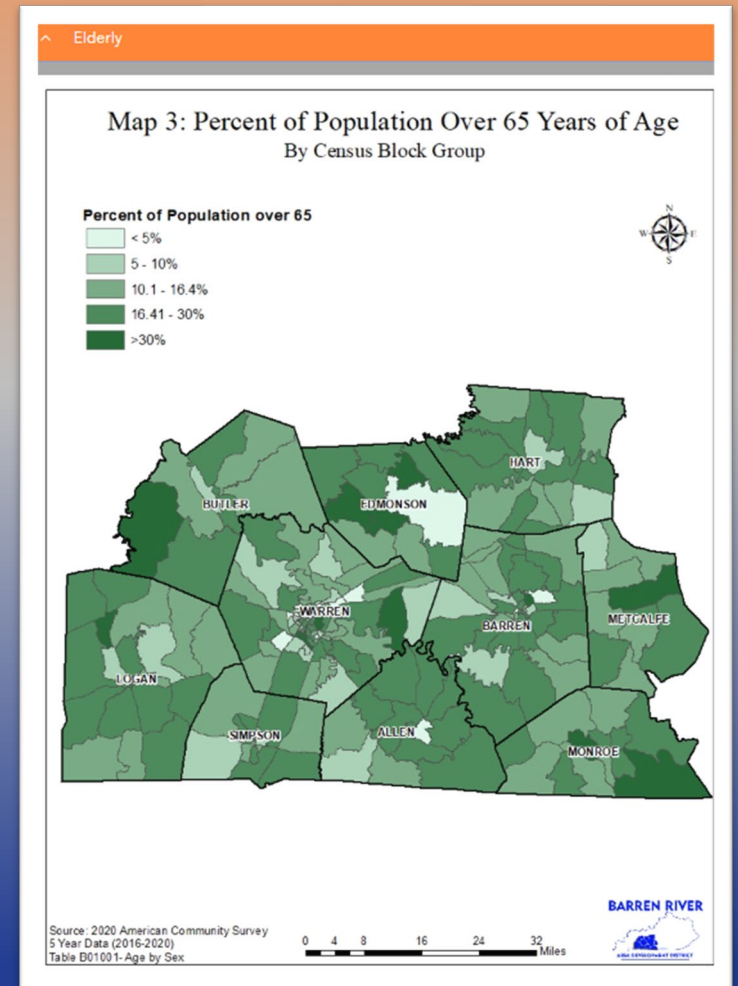 Elderly
Map 3: Percent of Population Over 65 Years of Age
By Census Block Group
Percent of Population over 65
< 5%
5 - 10%
10.1 - 16.4%
16.41 - 30%
>30%
N
W E
S
HART
BUTLER
EDMONSON
WARREN
BARREN
METCALFE
LOGAN
SIMPSON
ALLEN
MONROE
BARREN RIVER
AREA DEVELOPMENT DISTRICT
Source: 2020 American Community Survey
5 Year Data (2016-2020)
Table B01001- Age by Sex
0 4 8 16 24 32
Miles